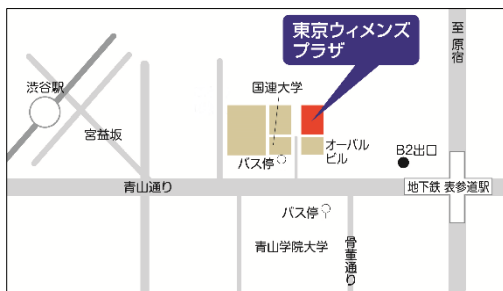 東京ウィメンズ
プラザ
至原宿
渋谷駅
国連大学
宮益坂
オーバル
ビル
B2出口
バス停
青山通り
地下鉄 表参道駅
バス停
青山学院大学
骨董通り